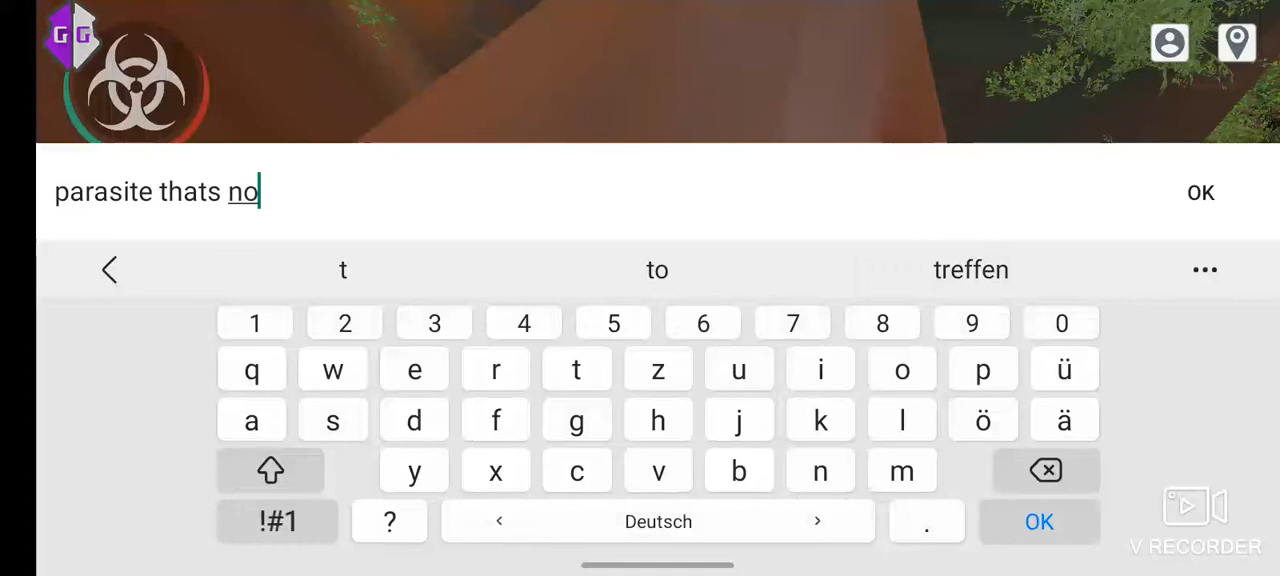 G G
parasite thats no
OK
t to treffen
1 2 3 4 5 6 7 8 9 0
q w e r t z u i o p ü
a s d f g h j k l ö ä
y x c v b n m
!#1 ? < Deutsch > . OK
V RECORDER